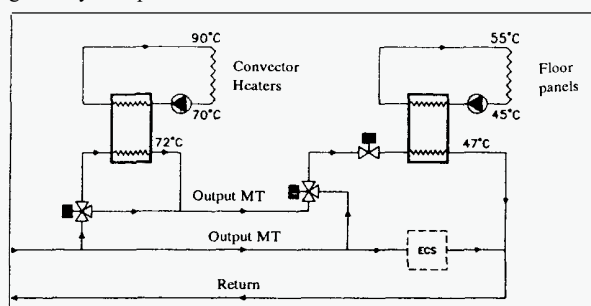 90°C
Convector
Heaters
70°C
72°C
55°C
Floor
panels
45°C
47°C
Output MT
Output MT
ECS
Return